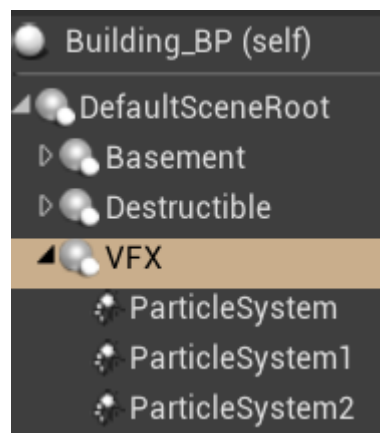 Building_BP (self)
DefaultSceneRoot
Basement
Destructible
VFX
ParticleSystem
ParticleSystem1
ParticleSystem2